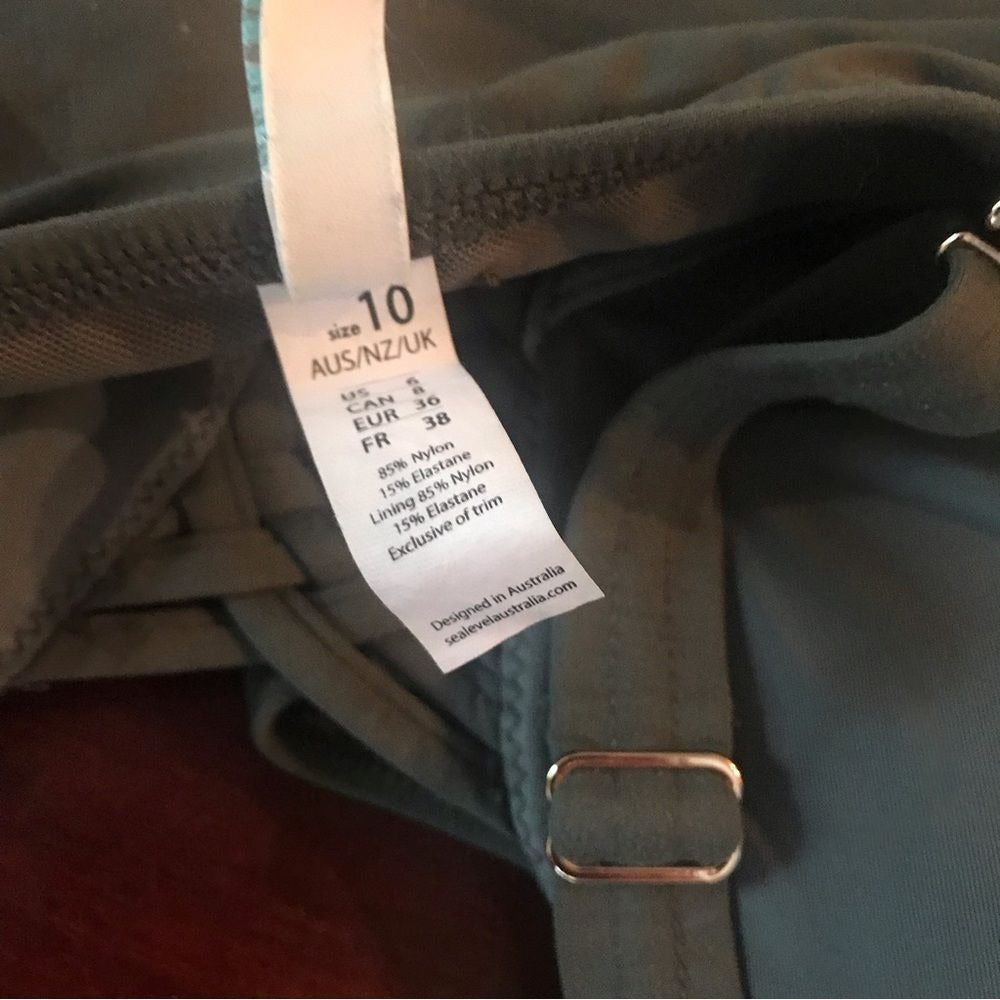 size 10
AUS/NZ/UK
US 6
CAN 8
EUR 36
FR 38
85% Nylon
15% Elastane
Lining 85% Nylon
15% Elastane
Exclusive of trim
Designed in Australia
sealevelaustralia.com